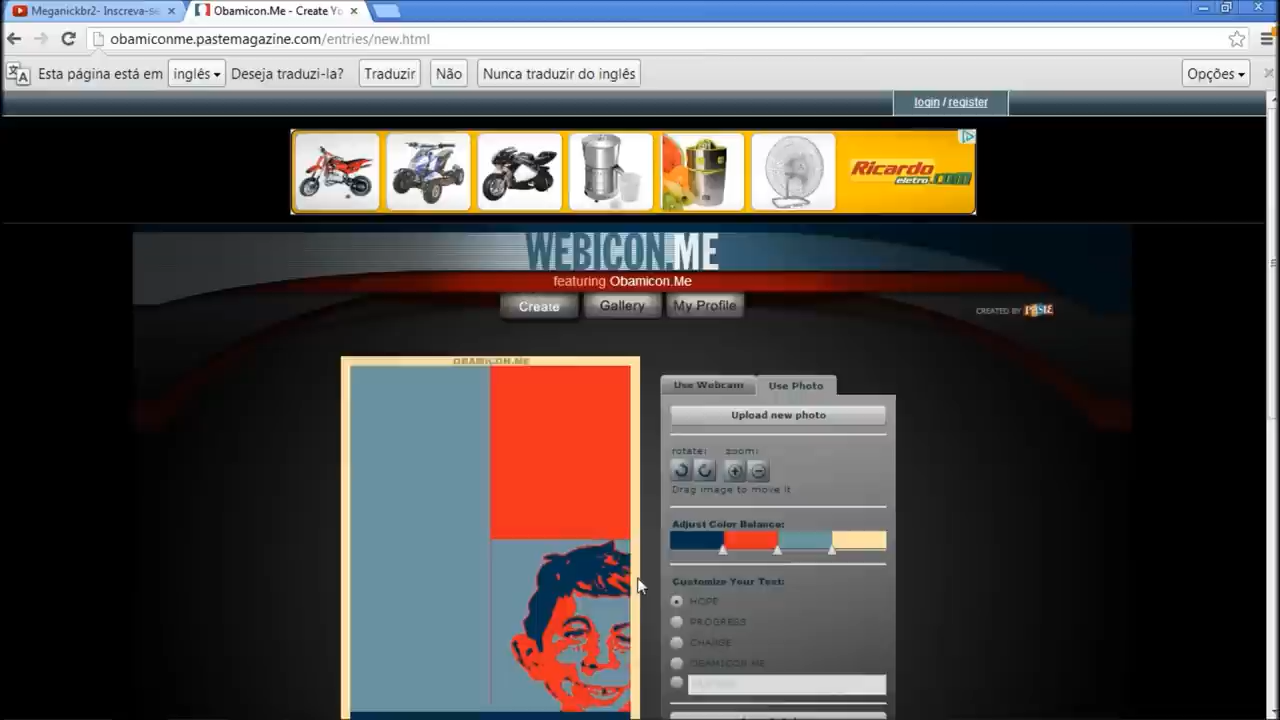 Meganickbr2- Inscreva-se
Obamicon.Me - Create Yo
obamiconme.pastemagazine.com/entries/new.html
Esta página está em inglês Deseja traduzi-la? Traduzir Não Nunca traduzir do inglês Opções
login / register
Ricardo
eletro.com
WEBICON.ME
featuring Obamicon.Me
Create Gallery My Profile
CREATED BY PASTE
OBAMICON.ME
Use Webcam Use Photo
Upload new photo
rotate: zoom:
Drag image to move it
Adjust Color Balance:
Customize Your Text:
HOPE
PROGRESS
CHANGE
OBAMICON.ME